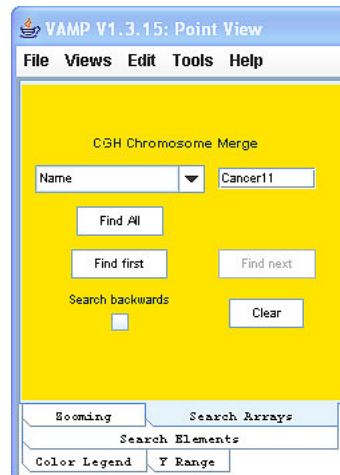 VAMP V1.3.15: Point View
File Views Edit Tools Help
CGH Chromosome Merge
Name Cancer11
Find All
Find first Find next
Search backwards
Clear
Zooming Search Arrays
Search Elements
Color Legend Y Range